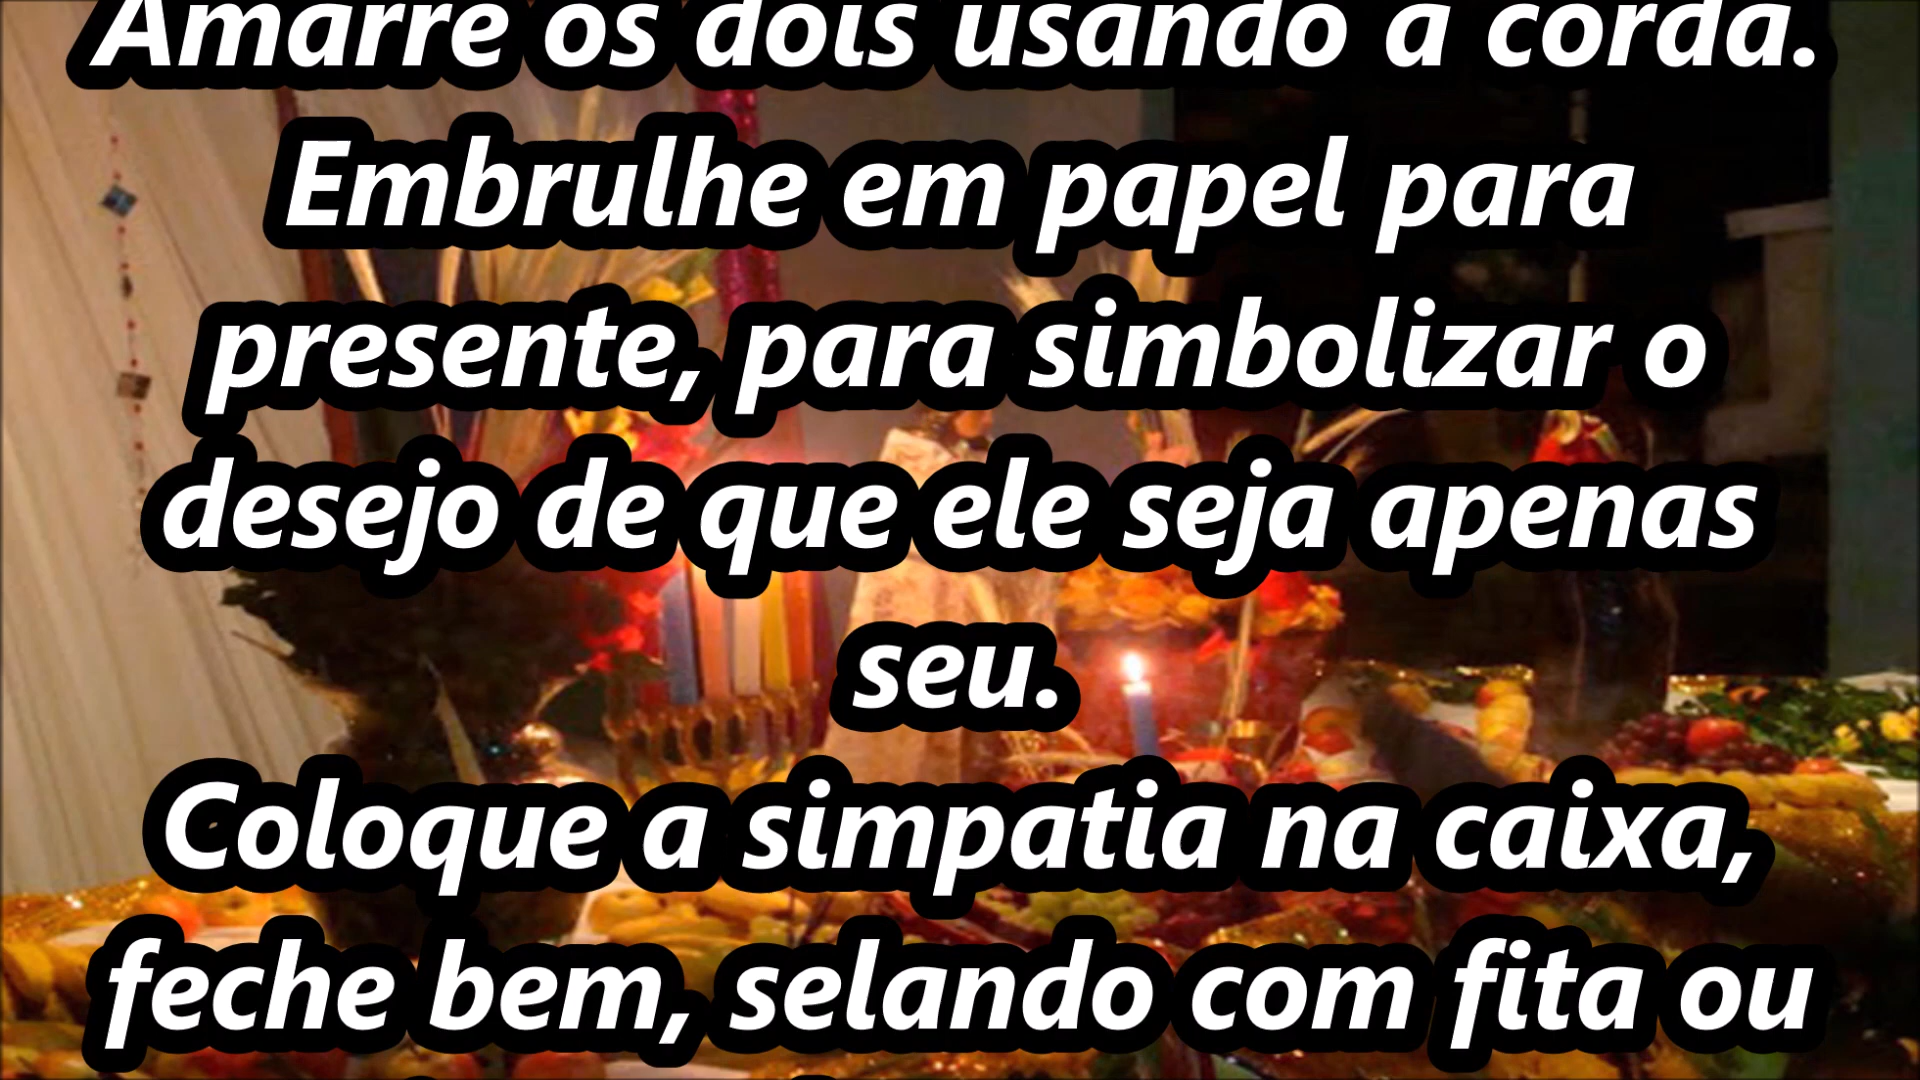 Amarre os dois usando a corda.
Embrulhe em papel para
presente, para simbolizar o
desejo de que ele seja apenas
seu.
Coloque a simpatia na caixa,
feche bem, selando com fita ou